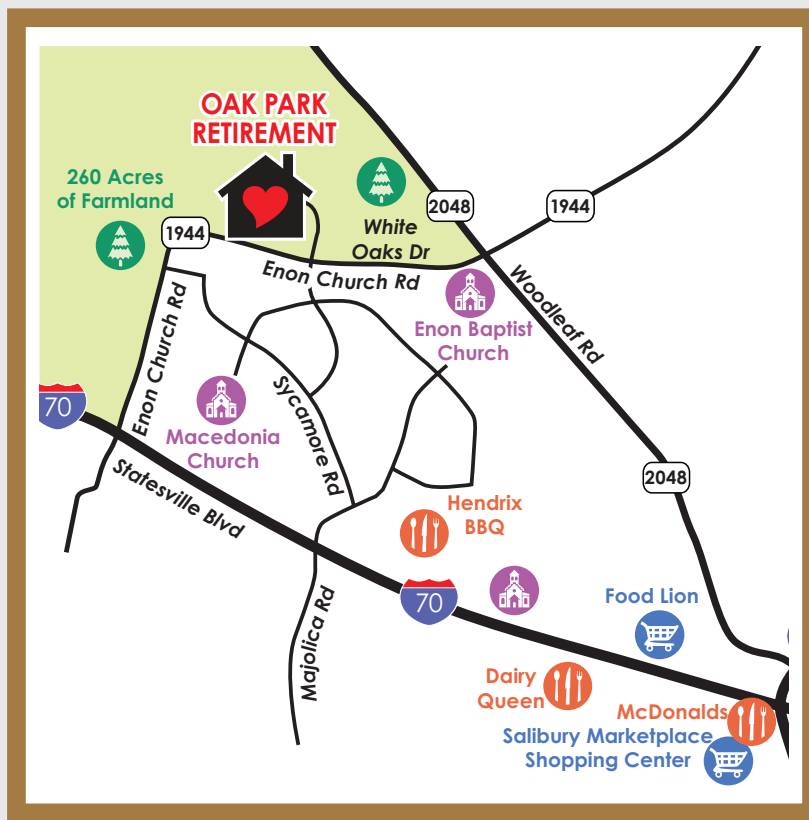 OAK PARK
RETIREMENT
260 Acres
of Farmland
1944
White
Oaks Dr
2048
1944
Enon Church Rd
Woodleaf Rd
Enon Baptist
Church
Enon Church Rd
70
Macedonia
Church
Sycamore Rd
Statesville Blvd
2048
Hendrix
BBQ
70
Majolica Rd
Food Lion
Dairy
Queen
McDonalds
Salibury Marketplace
Shopping Center